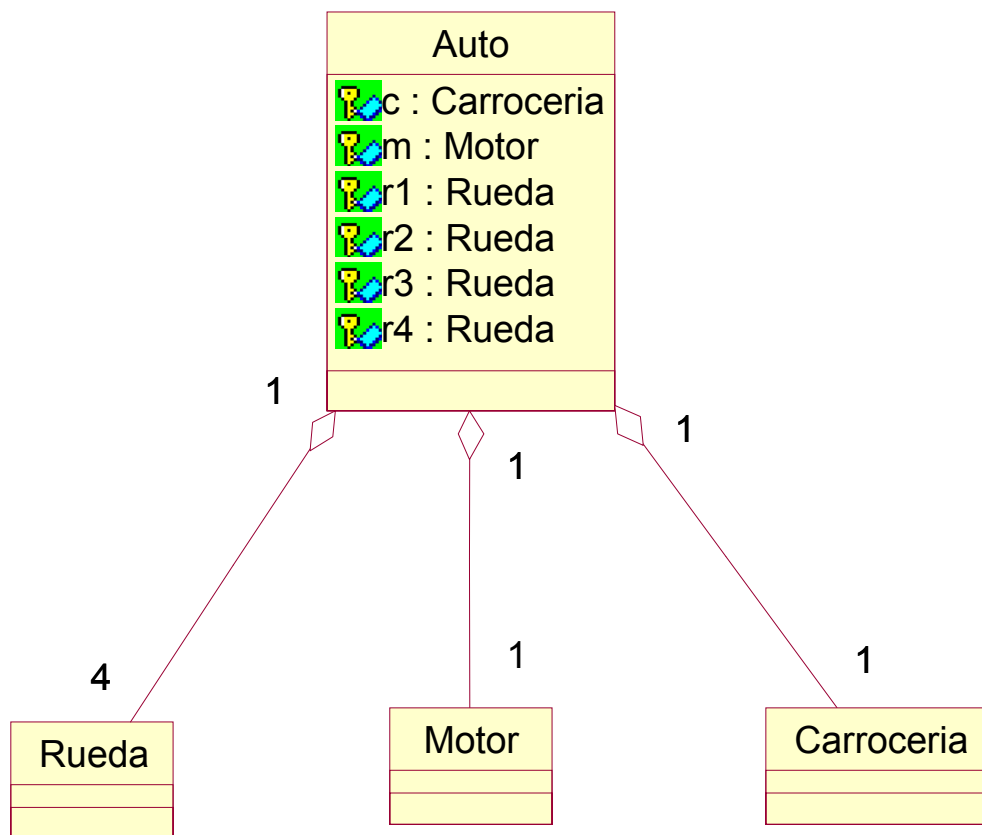 Auto
c : Carroceria
m : Motor
r1 : Rueda
r2 : Rueda
r3 : Rueda
r4 : Rueda
1
1
1
4
1
1
Rueda
Motor
Carroceria